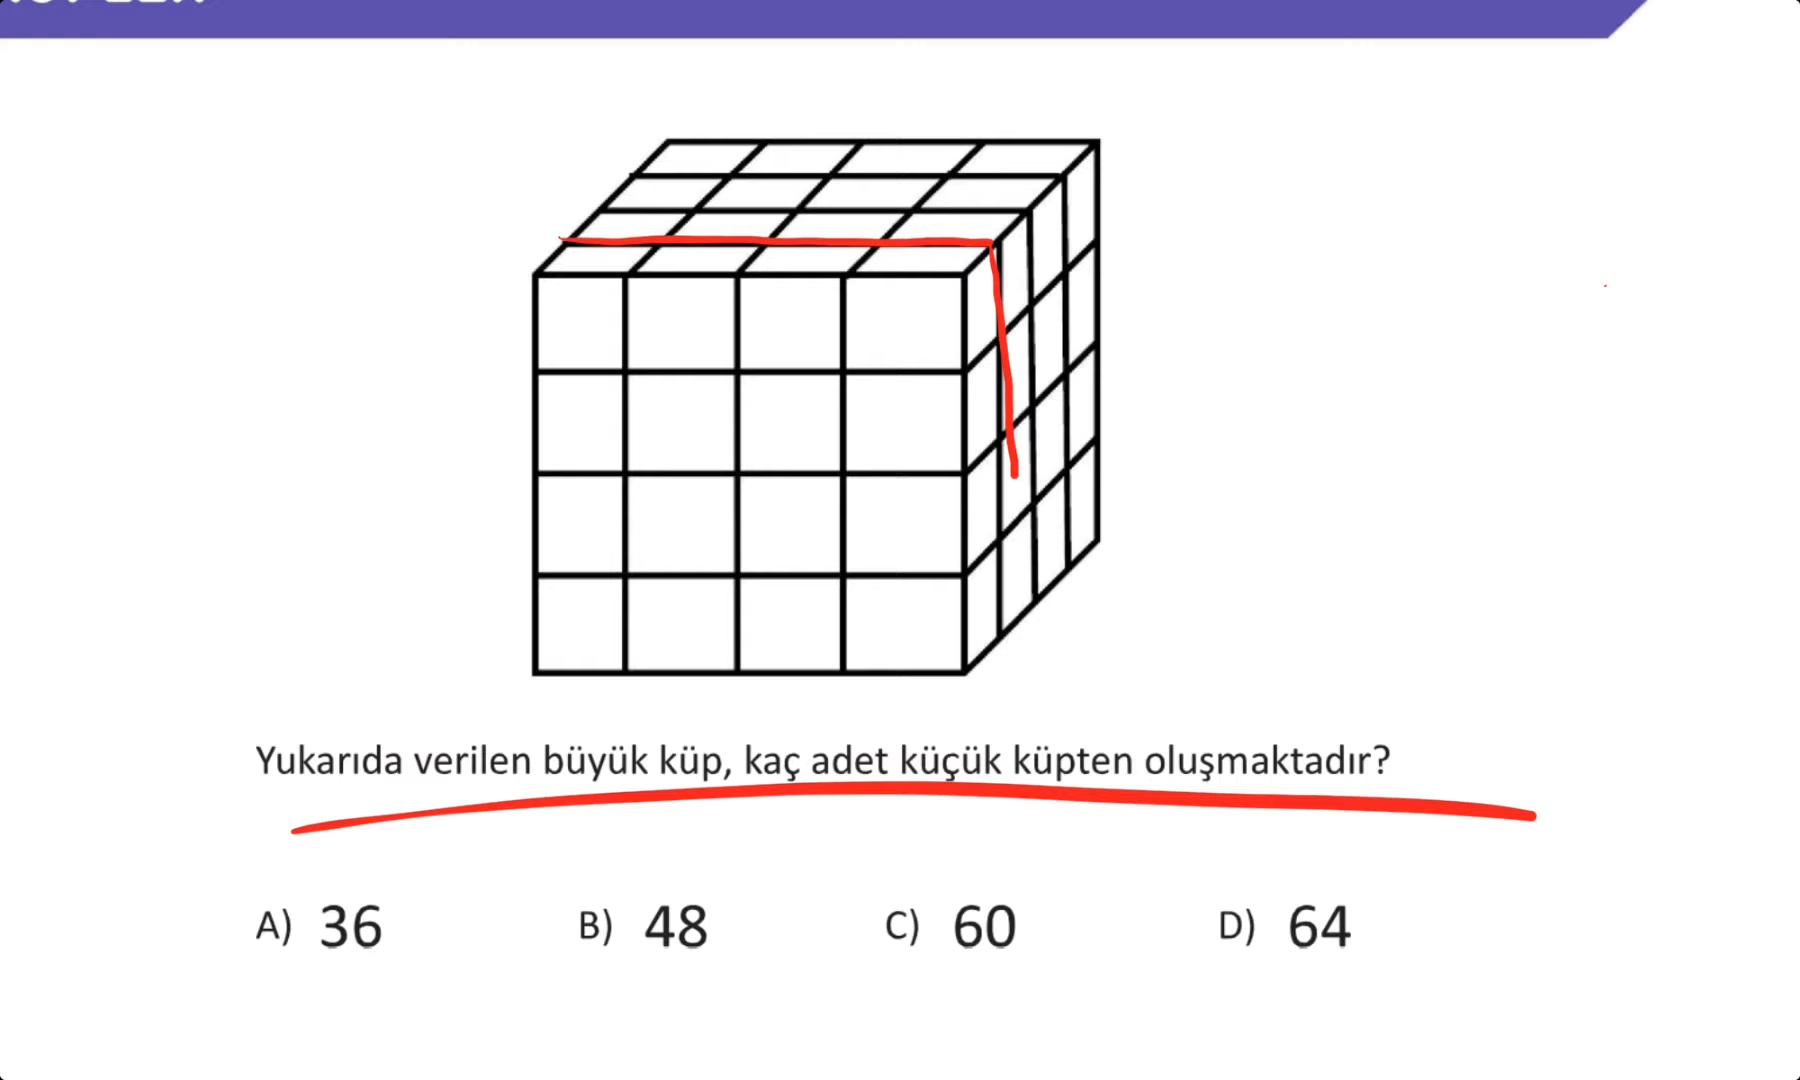 Yukarıda verilen büyük küp, kaç adet küçük küpten oluşmaktadır?
A) 36 B) 48 C) 60 D) 64